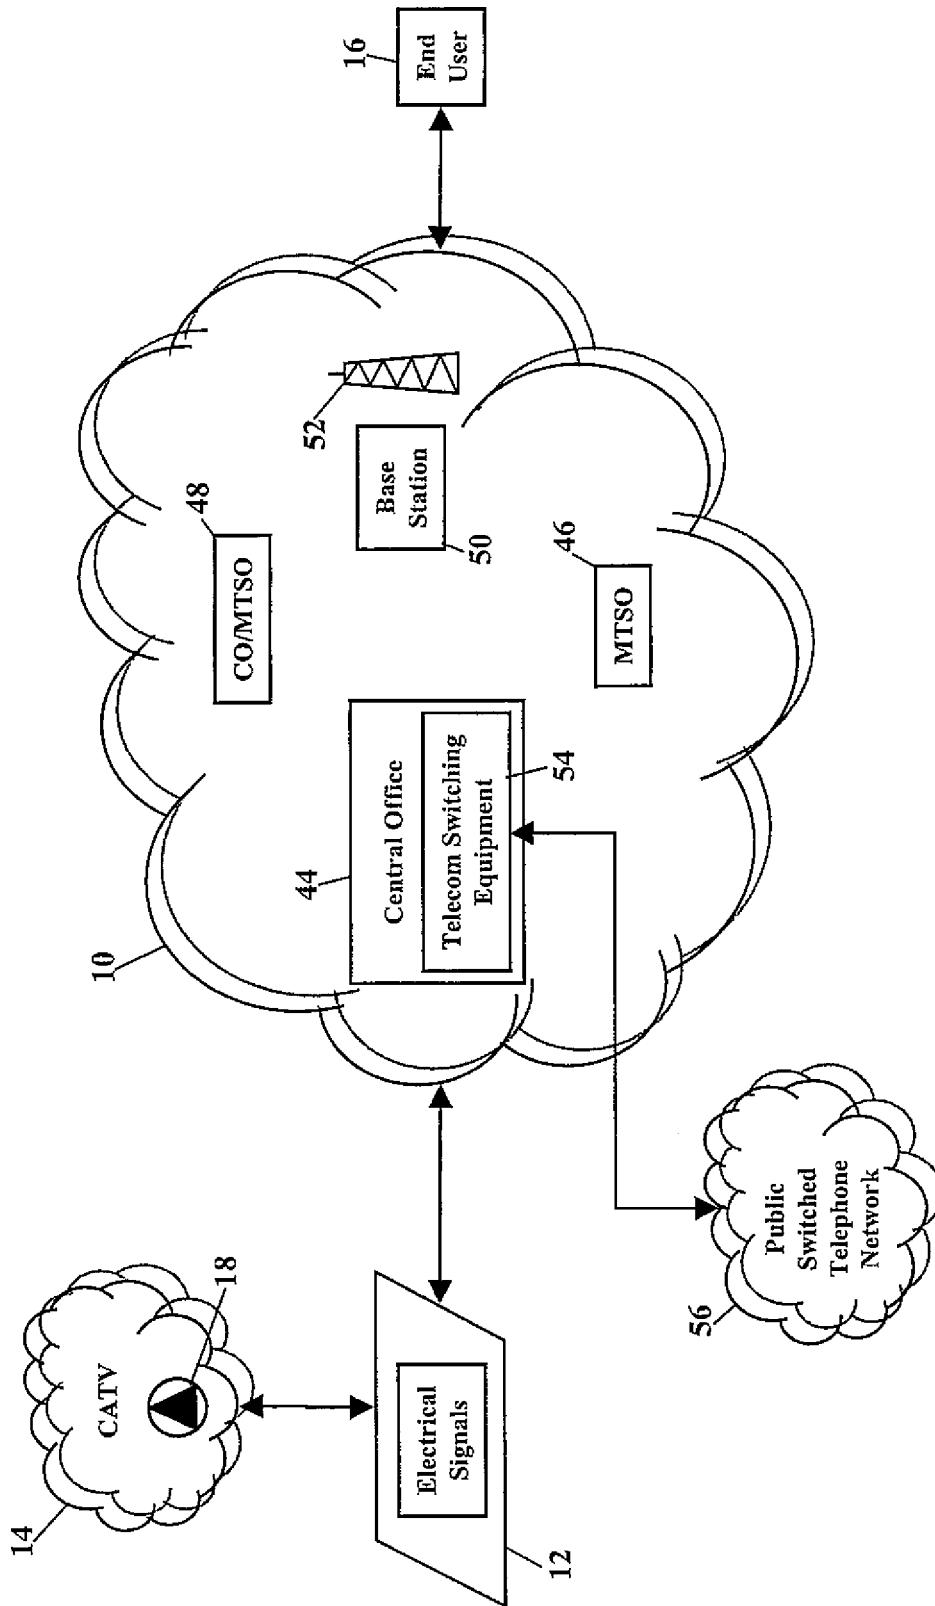 14
CATV
18
Electrical
Signals
12
10
44
Central Office
Telecom Switching
Equipment
54
56
Public
Switched
Telephone
Network
48
CO/MTSO
52
Base
Station
50
46
MTSO
16
End
User